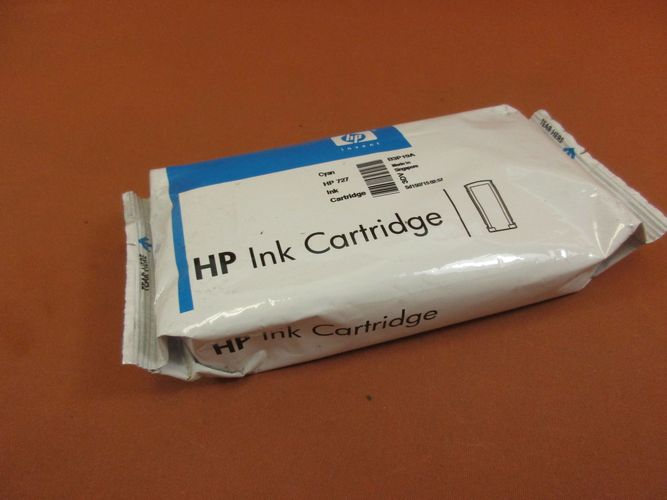 hp
invent
Cyan
HP 727
Ink
Cartridge
B3P19A
Made in
Singapore
AOS
HP Ink Cartridge
HP Ink Cartridge
TEAR HERE
TEAR HERE